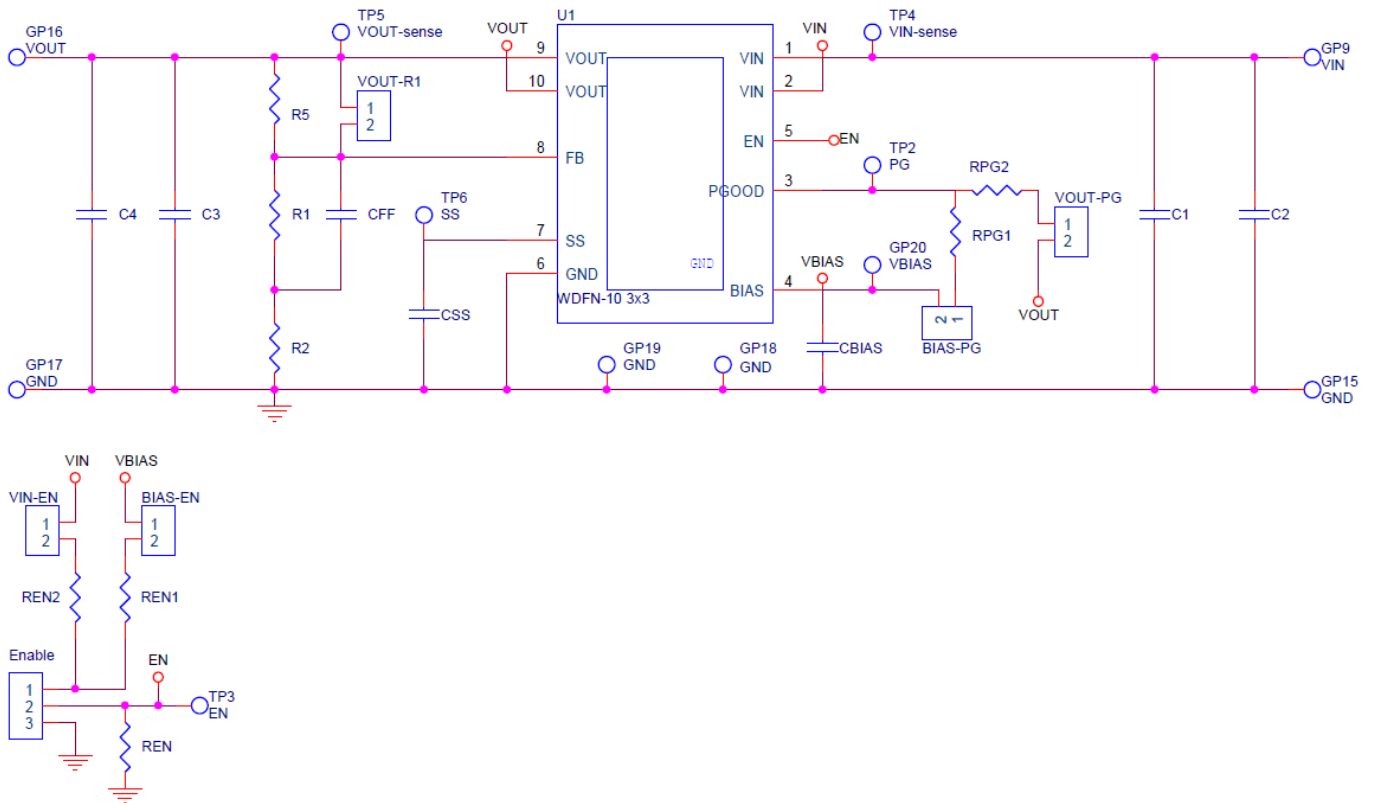 GP16
VOUT
TP5
VOUT-sense
VOUT
U1
VIN
TP4
VIN-sense
GP9
VIN
9
VOUT
VIN
1
10
VOUT
VIN
2
R5
VOUT-R1
1
2
EN
5
EN
8
FB
TP2
PG
PGOOD
3
RPG2
VOUT-PG
1
2
C4
C3
R1
CFF
TP6
SS
RPG1
C1
C2
7
SS
6
GND
GND
GP20
VBIAS
VBIAS
BIAS
4
WDFN-10 3x3
VOUT
CSS
2
1
BIAS-PG
R2
GP19
GND
GP18
GND
CBIAS
GP17
GND
GP15
GND
VIN
VBIAS
VIN-EN
1
2
BIAS-EN
1
2
REN2
REN1
Enable
1
2
3
EN
TP3
EN
REN